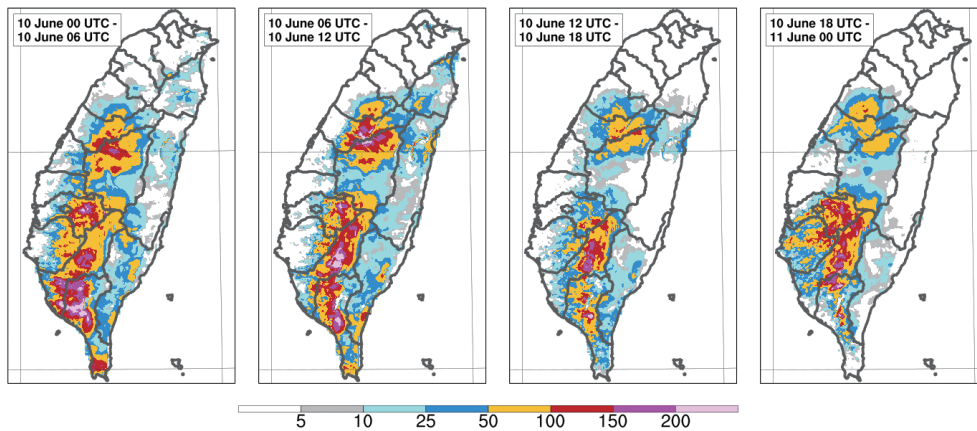 10 June 00 UTC -
10 June 06 UTC
10 June 06 UTC -
10 June 12 UTC
10 June 12 UTC -
10 June 18 UTC
10 June 18 UTC -
11 June 00 UTC
5 10 25 50 100 150 200